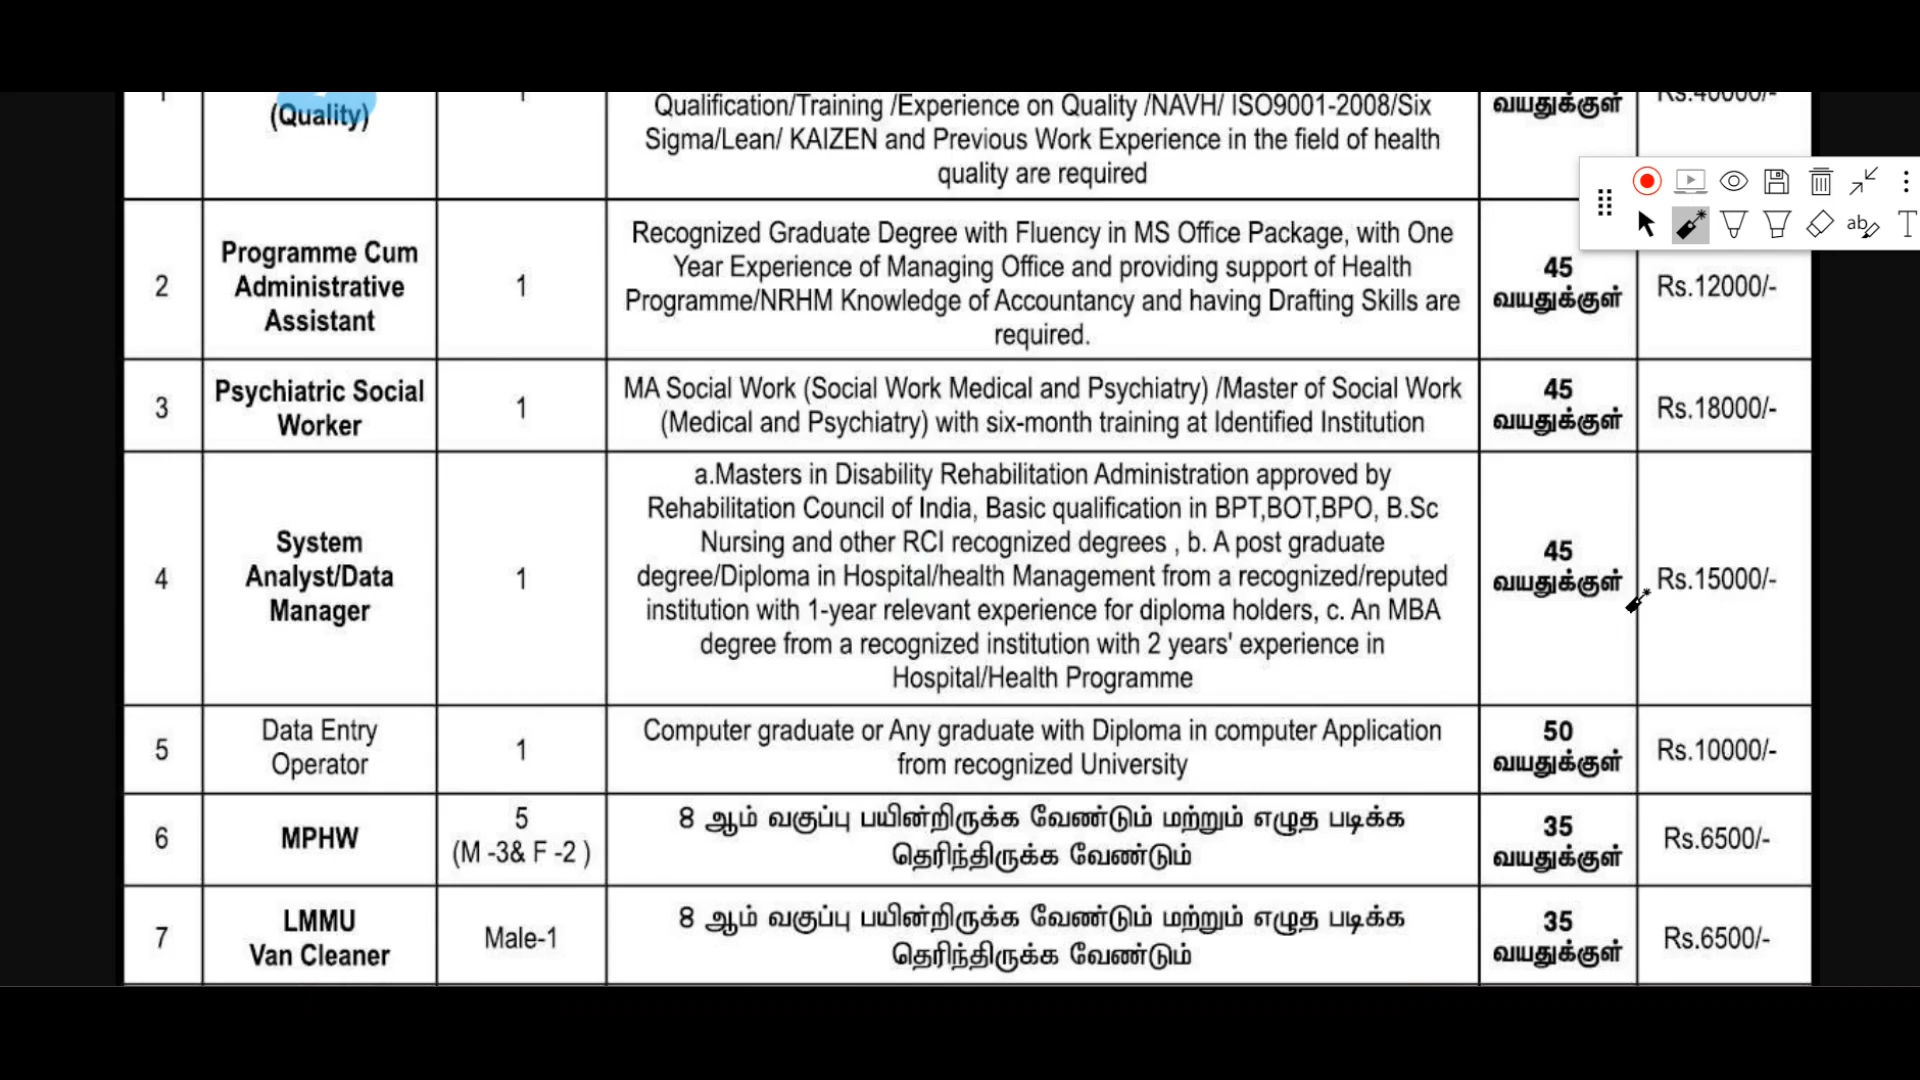 (Quality)
1
1
Qualification/Training /Experience on Quality /NAVH/ ISO9001-2008/Six
Sigma/Lean/ KAIZEN and Previous Work Experience in the field of health
quality are required
வயதுக்குள்
Rs.40000/-
2
Programme Cum
Administrative
Assistant
1
Recognized Graduate Degree with Fluency in MS Office Package, with One
Year Experience of Managing Office and providing support of Health
Programme/NRHM Knowledge of Accountancy and having Drafting Skills are
required.
45
வயதுக்குள்
Rs.12000/-
3
Psychiatric Social
Worker
1
MA Social Work (Social Work Medical and Psychiatry) /Master of Social Work
(Medical and Psychiatry) with six-month training at Identified Institution
45
வயதுக்குள்
Rs.18000/-
4
System
Analyst/Data
Manager
1
a.Masters in Disability Rehabilitation Administration approved by
Rehabilitation Council of India, Basic qualification in BPT,BOT,BPO, B.Sc
Nursing and other RCI recognized degrees , b. A post graduate
degree/Diploma in Hospital/health Management from a recognized/reputed
institution with 1-year relevant experience for diploma holders, c. An MBA
degree from a recognized institution with 2 years' experience in
Hospital/Health Programme
45
வயதுக்குள்
Rs.15000/-
5
Data Entry
Operator
1
Computer graduate or Any graduate with Diploma in computer Application
from recognized University
50
வயதுக்குள்
Rs.10000/-
6
MPHW
5
(M -3& F -2 )
8 ஆம் வகுப்பு பயின்றிருக்க வேண்டும் மற்றும் எழுத படிக்க
தெரிந்திருக்க வேண்டும்
35
வயதுக்குள்
Rs.6500/-
7
LMMU
Van Cleaner
Male-1
8 ஆம் வகுப்பு பயின்றிருக்க வேண்டும் மற்றும் எழுத படிக்க
தெரிந்திருக்க வேண்டும்
35
வயதுக்குள்
Rs.6500/-
ab
T